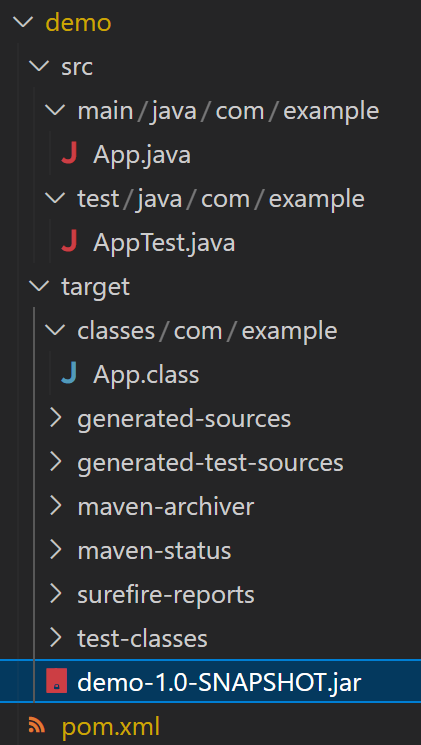 demo
src
main/java/com/example
App.java
test/java/com/example
AppTest.java
target
classes/com/example
App.class
generated-sources
generated-test-sources
maven-archiver
maven-status
surefire-reports
test-classes
demo-1.0-SNAPSHOT.jar
pom.xml